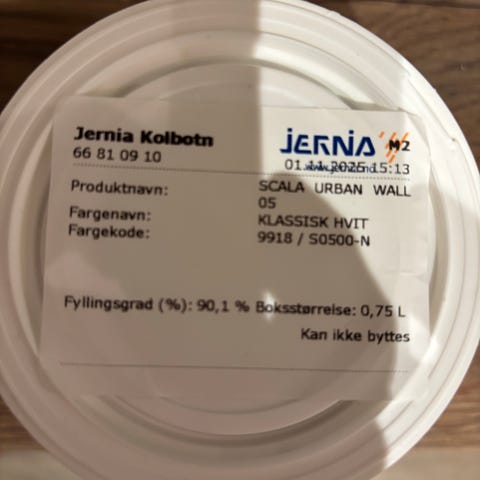 Jernia Kolbotn
JERNIA M2
66 81 09 10
01.11.2025 15:13
Produktnavn: SCALA URBAN WALL
05
Fargenavn: KLASSISK HVIT
Fargekode: 9918 / S0500-N
Fyllingsgrad (%): 90,1 % Boksstørrelse: 0,75 L
Kan ikke byttes